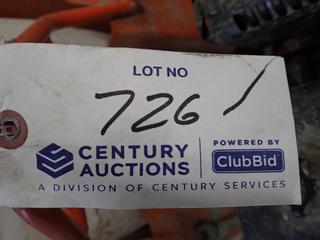 LOT NO
726 /
CENTURY
AUCTIONS
POWERED BY
ClubBid
A DIVISION OF CENTURY SERVICES